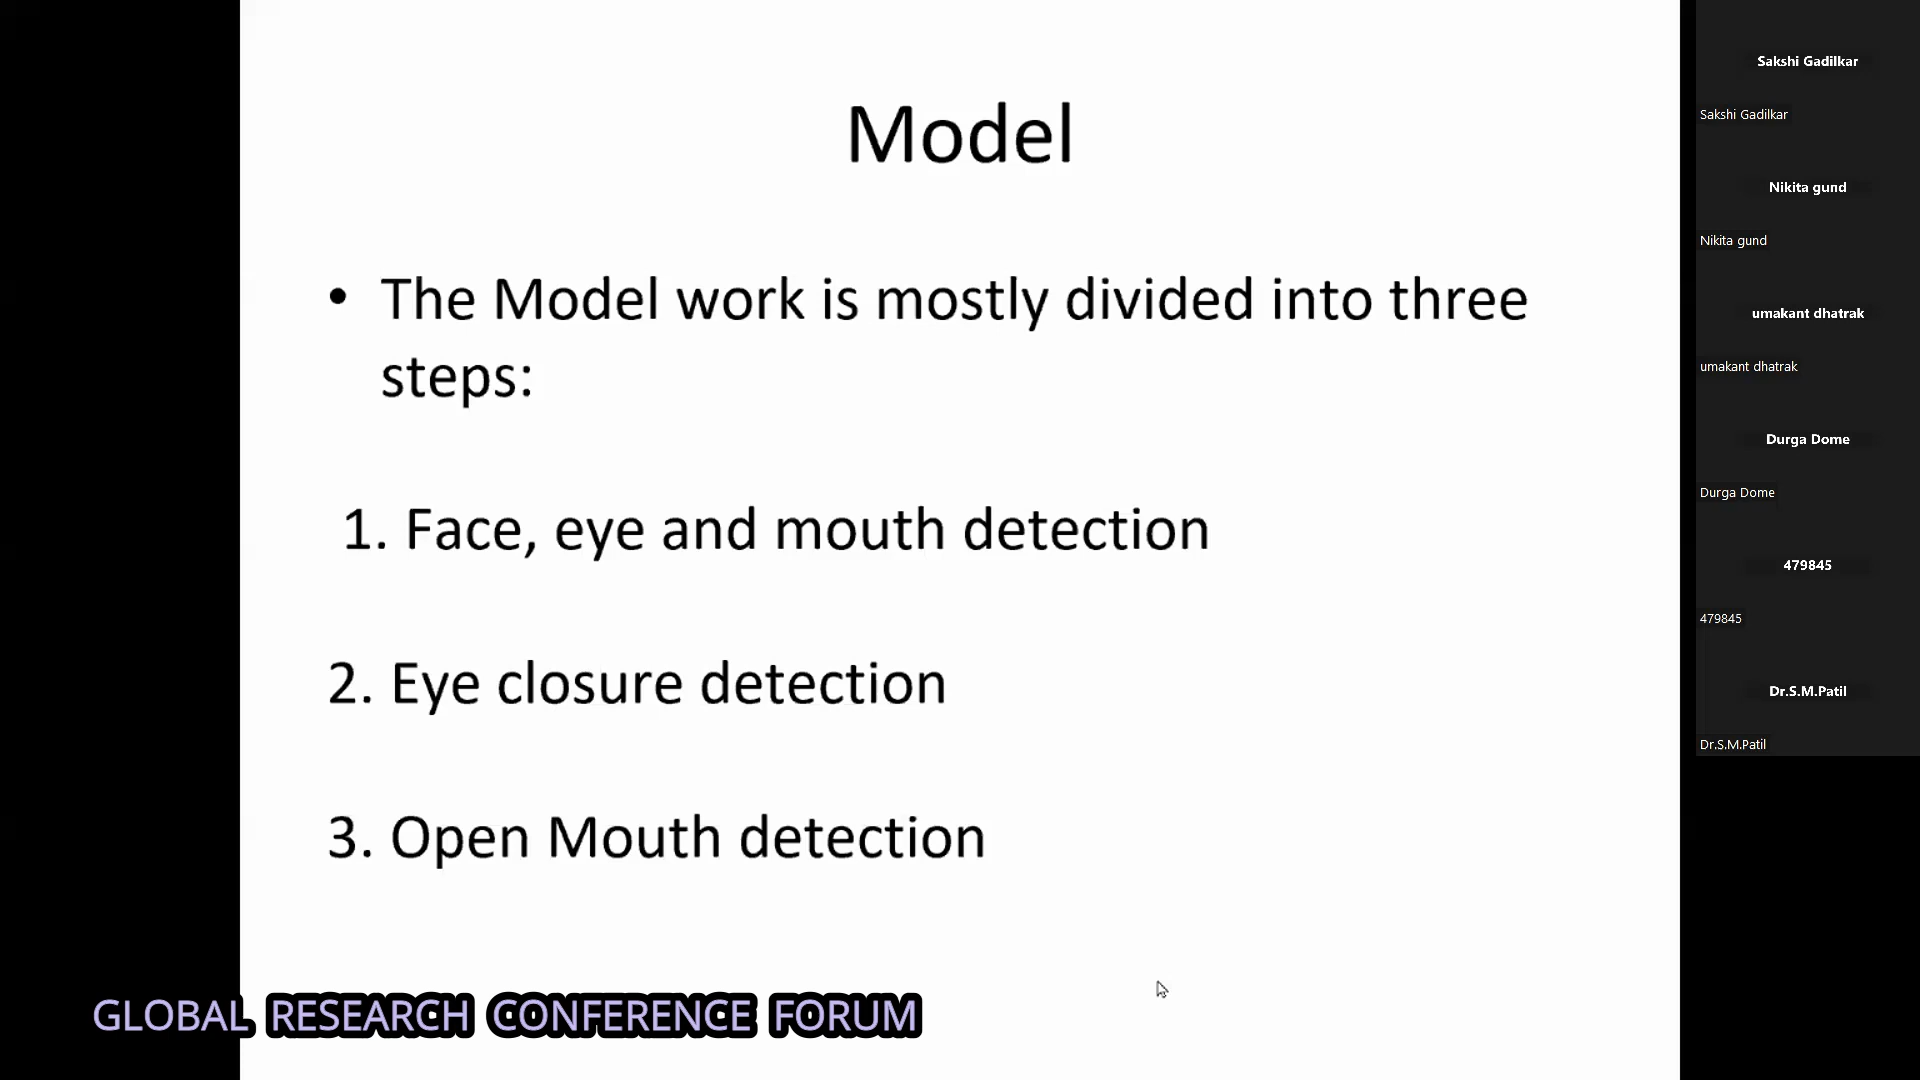 Model
• The Model work is mostly divided into three
steps:
1. Face, eye and mouth detection
2. Eye closure detection
3. Open Mouth detection
GLOBAL RESEARCH CONFERENCE FORUM
Sakshi Gadilkar
Sakshi Gadilkar
Nikita gund
Nikita gund
umakant dhatrak
umakant dhatrak
Durga Dome
Durga Dome
479845
479845
Dr.S.M.Patil
Dr.S.M.Patil